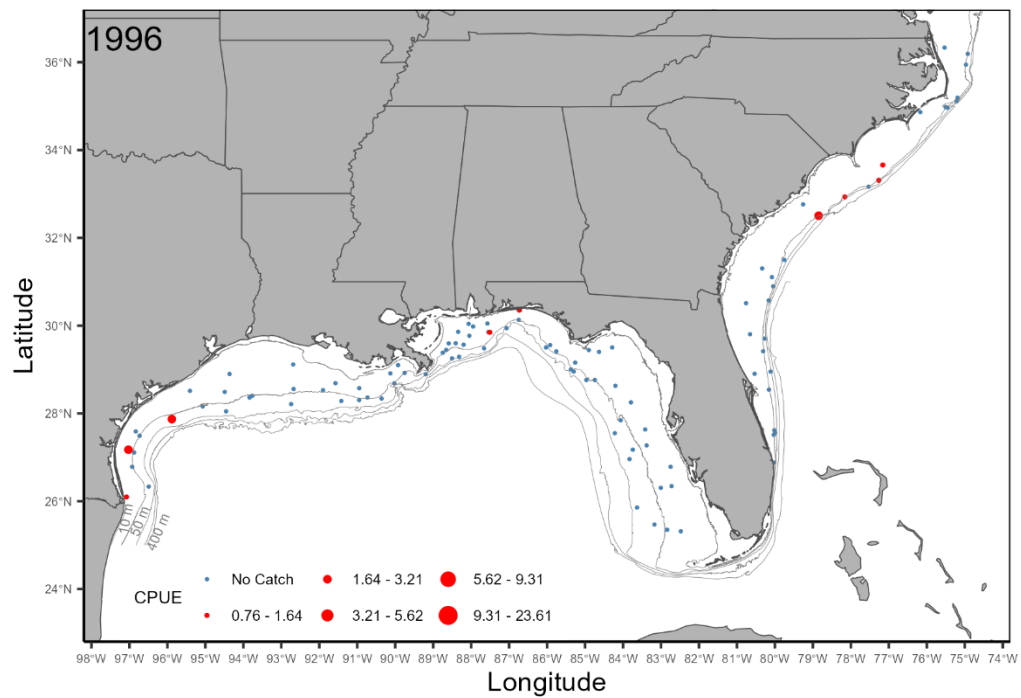 1996
36°N
34°N
32°N
30°N
28°N
26°N
24°N
Latitude
10 m
50 m
400 m
CPUE
No Catch
1.64 - 3.21
5.62 - 9.31
0.76 - 1.64
3.21 - 5.62
9.31 - 23.61
98°W 97°W 96°W 95°W 94°W 93°W 92°W 91°W 90°W 89°W 88°W 87°W 86°W 85°W 84°W 83°W 82°W 81°W 80°W 79°W 78°W 77°W 76°W 75°W 74°W
Longitude